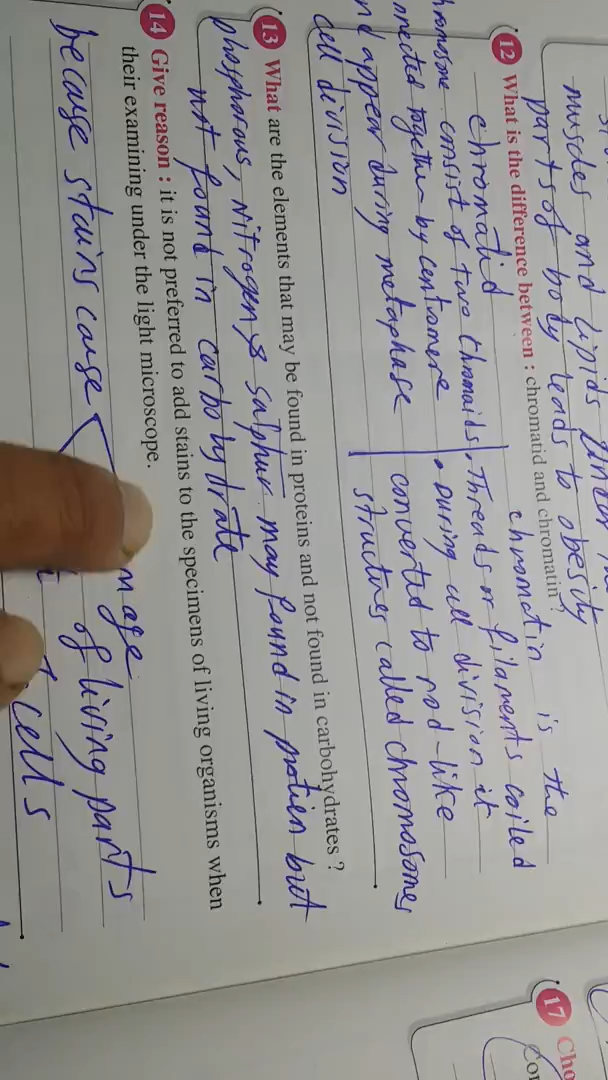 muscles and lipids under
parts of body leads to obesity
12 What is the difference between : chromatid and chromatin ?
chromatid
chromatin is the
consist of two chromaids
Threads or filaments coiled
together by centromere
During cell division it
appear during metaphase
converted to rod-like
cell division
structures called chromosomes
13 What are the elements that may be found in proteins and not found in carbohydrates ?
phosphorus, Nitrogen & sulphur may found in protien but
not found in carbohydrate
14 Give reason : it is not preferred to add stains to the specimens of living organisms when
their examining under the light microscope.
because stains cause
of living parts
cells
17